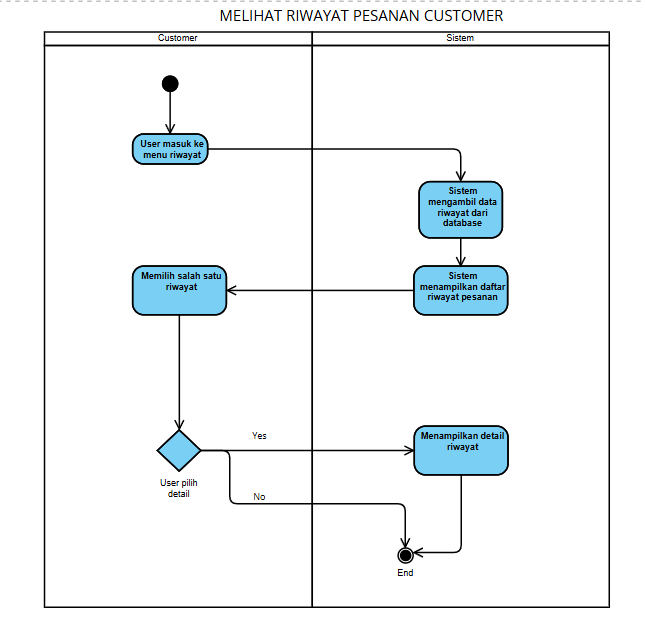 MELIHAT RIWAYAT PESANAN CUSTOMER
Customer
Sistem
User masuk ke
menu riwayat
Sistem
mengambil data
riwayat dari
database
Memilih salah satu
riwayat
Sistem
menampilkan daftar
riwayat pesanan
Yes
Menampilkan detail
riwayat
User pilih
detail
No
End